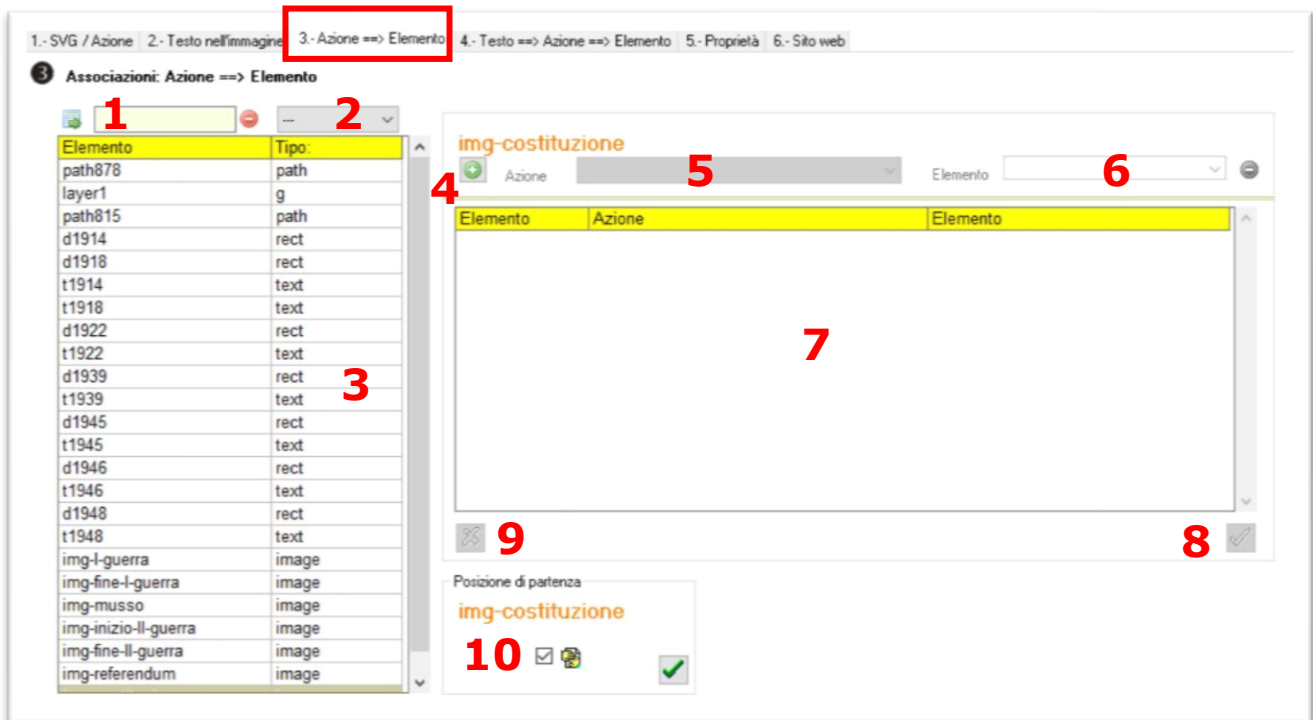 1.- SVG / Azione 2.- Testo nell'immagine 3.- Azione ==> Elemento 4.- Testo ==> Azione ==> Elemento 5.- Proprietà 6.- Sito web
3 Associazioni: Azione ==> Elemento
1 --- 2
Elemento Tipo:
path878 path
layer1 g
path815 path
d1914 rect
d1918 rect
t1914 text
t1918 text
d1922 rect
t1922 text
d1939 rect
t1939 text
d1945 rect
t1945 text
d1946 rect
t1946 text
d1948 rect
t1948 text
img-I-guerra image
img-fine-I-guerra image
img-musso image
img-inizio-II-guerra image
img-fine-II-guerra image
img-referendum image
3
img-costituzione
4 Azione 5 Elemento 6
Elemento Azione Elemento
7
9 8
Posizione di partenza
img-costituzione
10